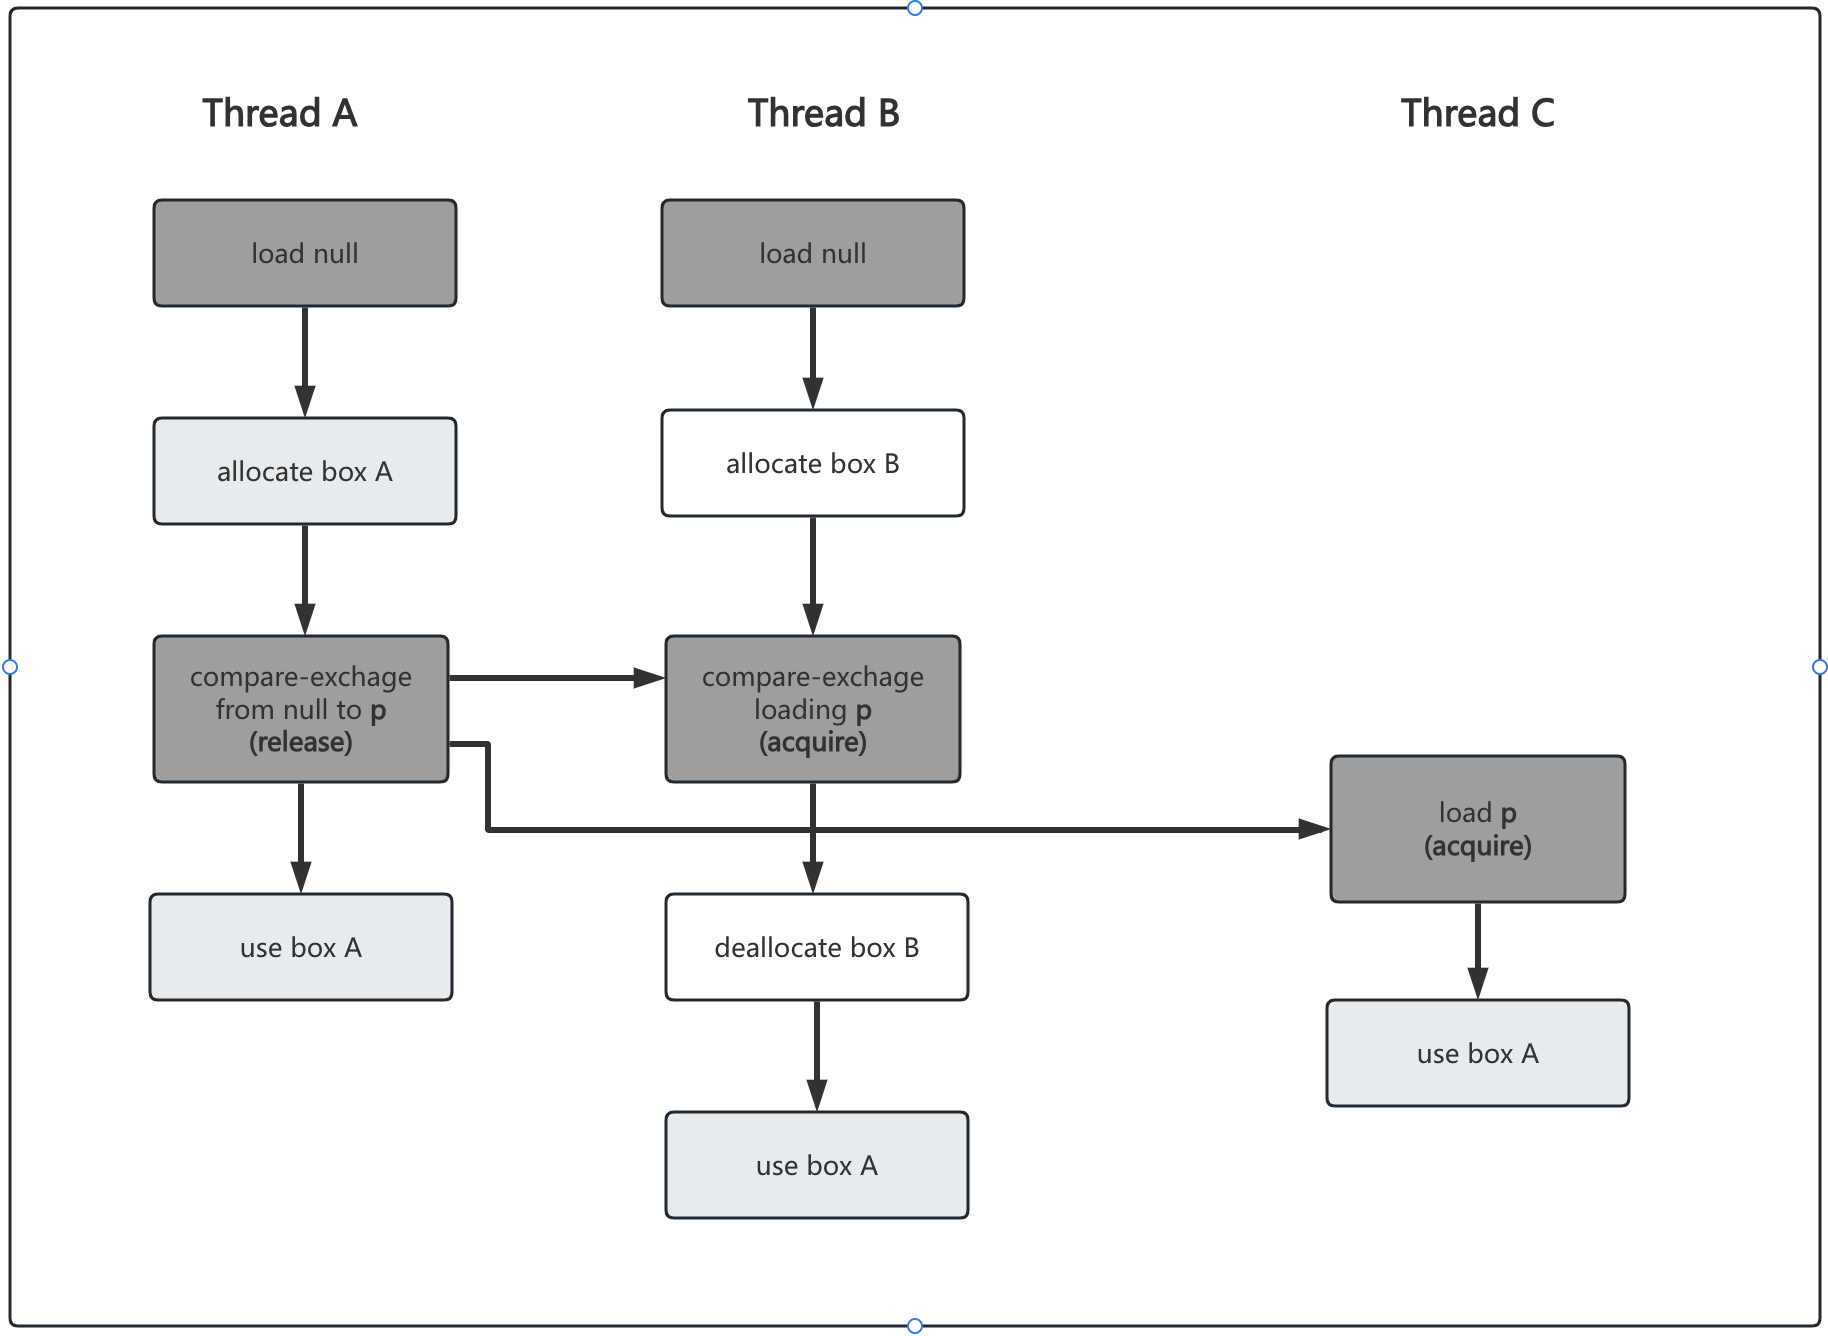 Thread A
Thread B
Thread C
load null
load null
allocate box A
allocate box B
compare-exchage
from null to p
(release)
compare-exchage
loading p
(acquire)
load p
(acquire)
use box A
deallocate box B
use box A
use box A